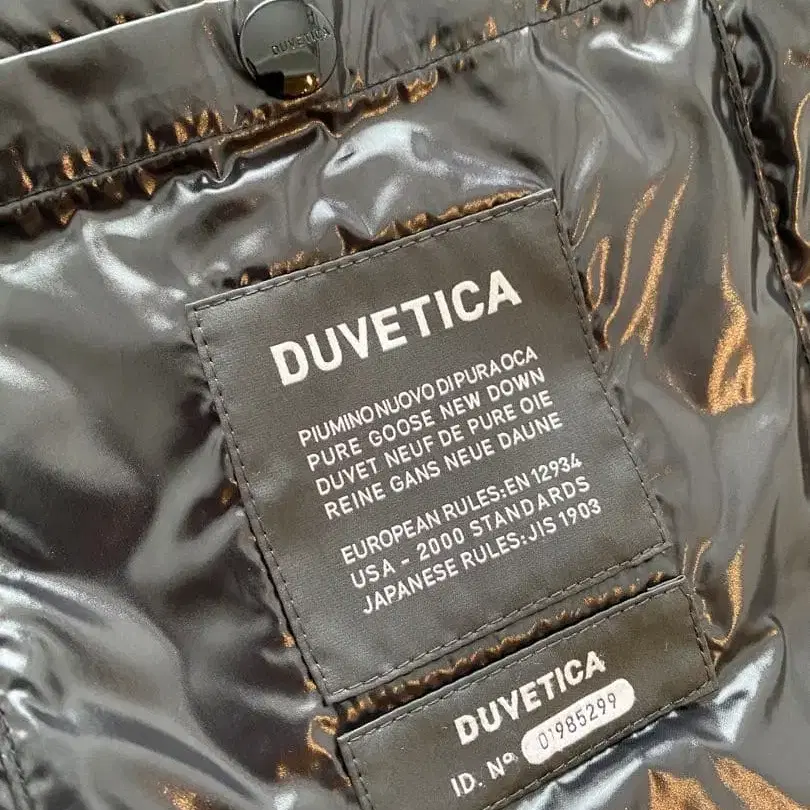 DUVETICA
DUVETICA
PIUMINO NUOVO DI PURA OCA
PURE GOOSE NEW DOWN
DUVET NEUF DE PURE OIE
REINE GANS NEUE DAUNE
EUROPEAN RULES: EN 12934
USA - 2000 STANDARDS
JAPANESE RULES: JIS 1903
DUVETICA
ID. Nº. 01985299